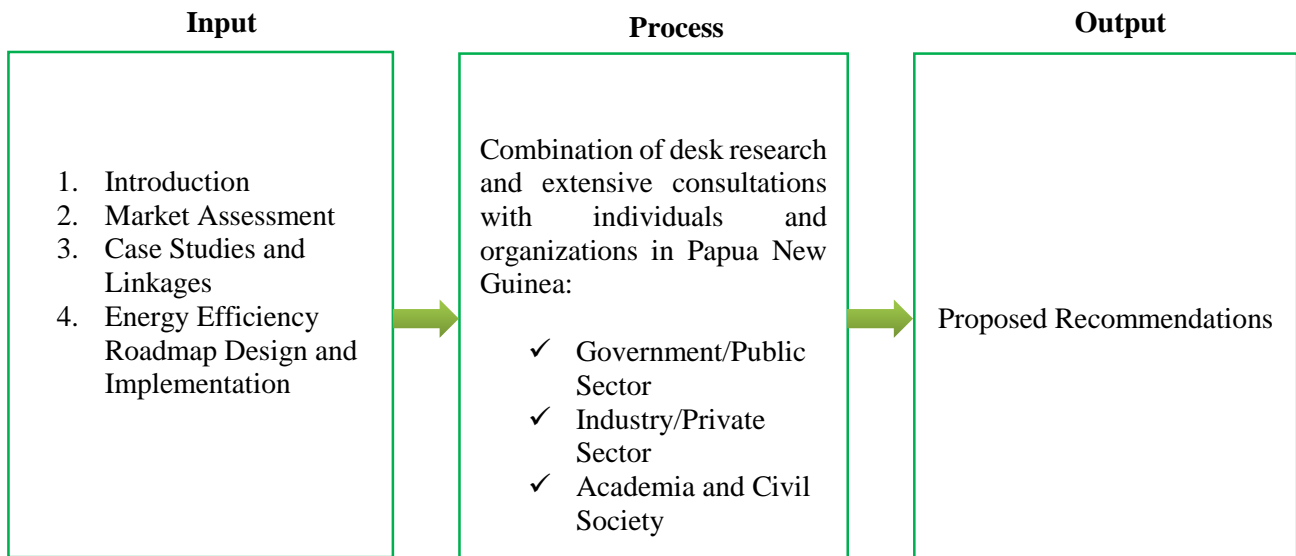 Input
1. Introduction
2. Market Assessment
3. Case Studies and
Linkages
4. Energy Efficiency
Roadmap Design and
Implementation
Process
Combination of desk research
and extensive consultations
with individuals and
organizations in Papua New
Guinea:
✓ Government/Public
Sector
✓ Industry/Private
Sector
✓ Academia and Civil
Society
Output
Proposed Recommendations